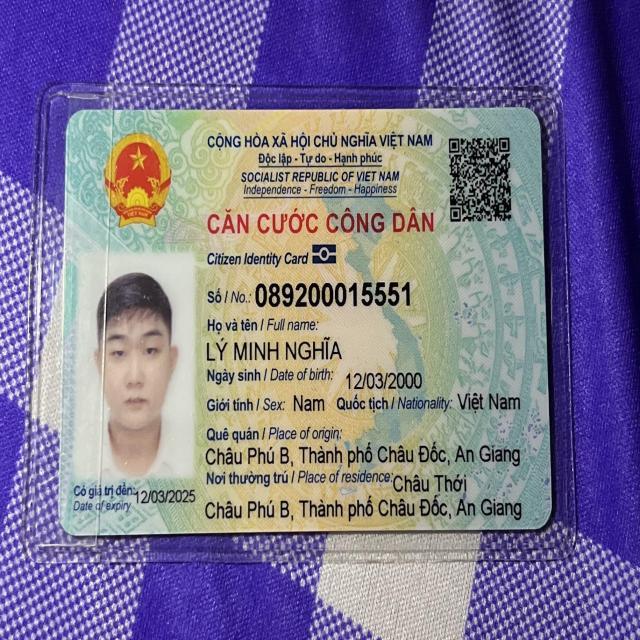 CỘNG HÒA XÃ HỘI CHỦ NGHĨA VIỆT NAM
Độc lập - Tự do - Hạnh phúc
SOCIALIST REPUBLIC OF VIET NAM
Independence - Freedom - Happiness
CĂN CƯỚC CÔNG DÂN
Citizen Identity Card
Số / No.: 089200015551
Họ và tên / Full name:
LÝ MINH NGHĨA
Ngày sinh / Date of birth: 12/03/2000
Giới tính / Sex: Nam Quốc tịch / Nationality: Việt Nam
Quê quán / Place of origin:
Châu Phú B, Thành phố Châu Đốc, An Giang
Nơi thường trú / Place of residence: Châu Thới
Châu Phú B, Thành phố Châu Đốc, An Giang
Có giá trị đến: 12/03/2025
Date of expiry
VIỆT NAM